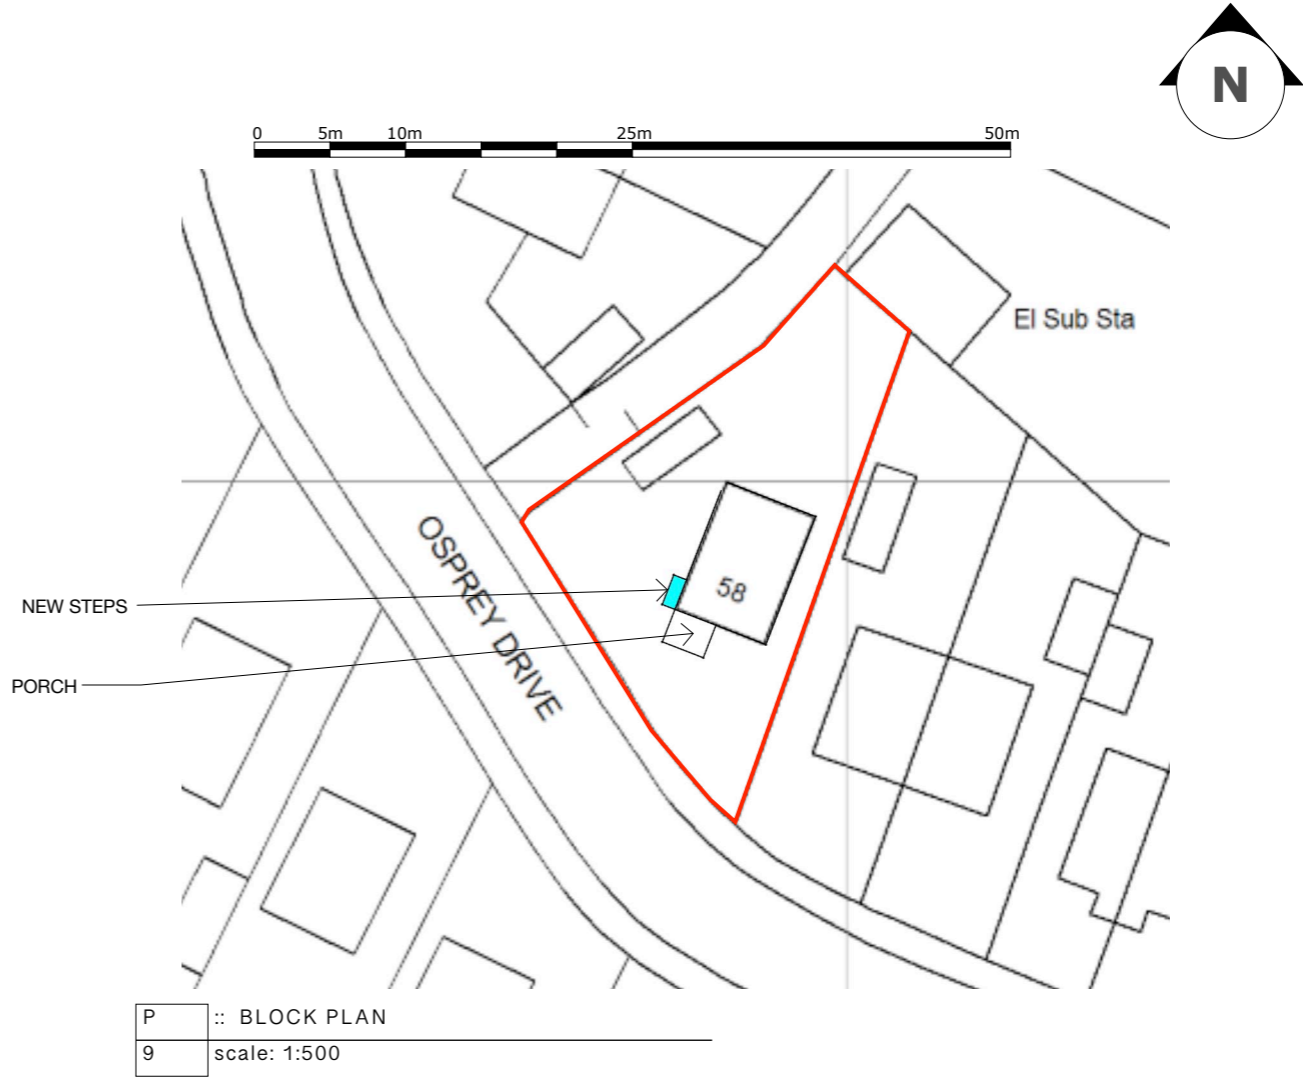 N
0 5m 10m 25m 50m
El Sub Sta
OSPREY DRIVE
58
NEW STEPS
PORCH
P :: BLOCK PLAN
9 scale: 1:500